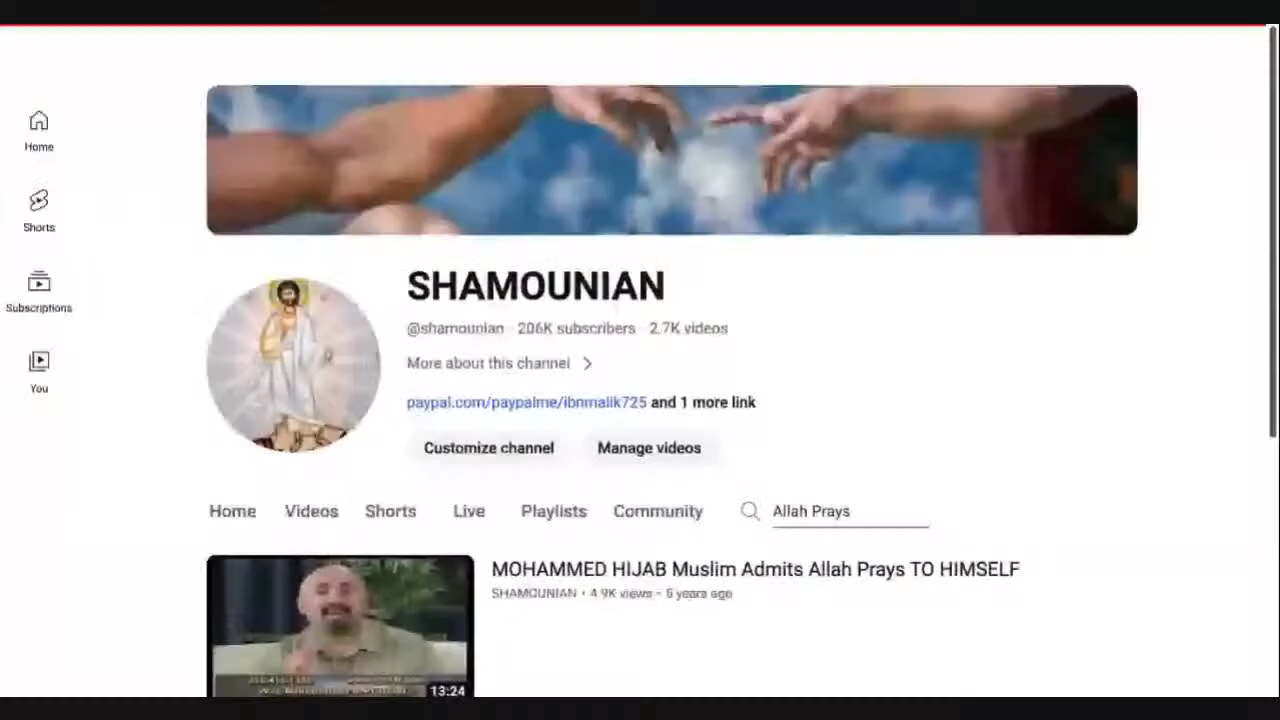 Home
Shorts
Subscriptions
You
SHAMOUNIAN
@shamounian · 206K subscribers · 2.7K videos
More about this channel
paypal.com/paypalme/ibnmalik725 and 1 more link
Customize channel
Manage videos
Home Videos Shorts Live Playlists Community Allah Prays
MOHAMMED HIJAB Muslim Admits Allah Prays TO HIMSELF
SHAMOUNIAN • 4.9K views • 5 years ago
13:24